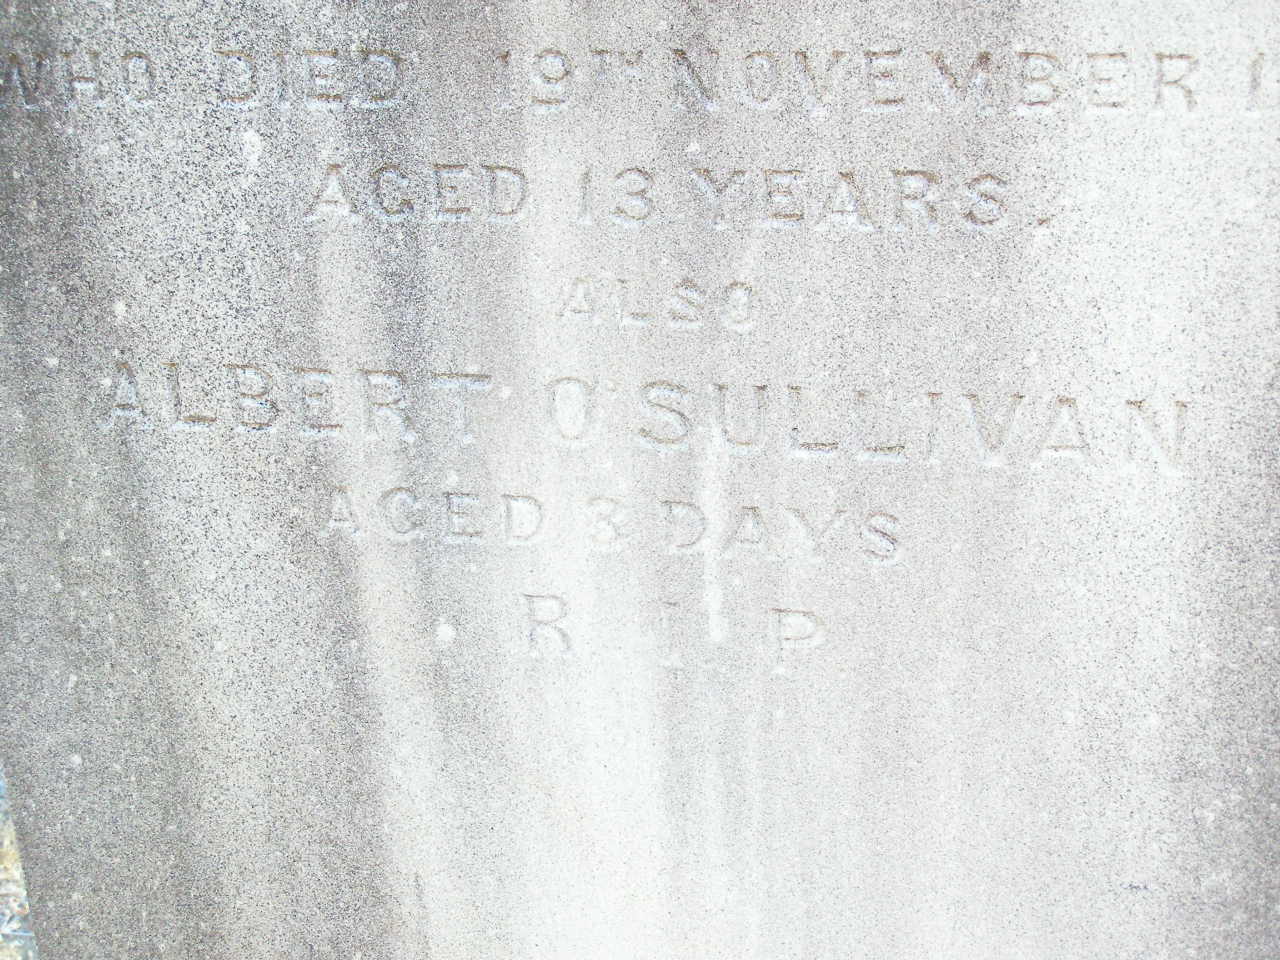 WHO DIED 19TH NOVEMBER
AGED 13 YEARS.
ALSO
ALBERT O'SULLIVAN
AGED 3 DAYS
R I P